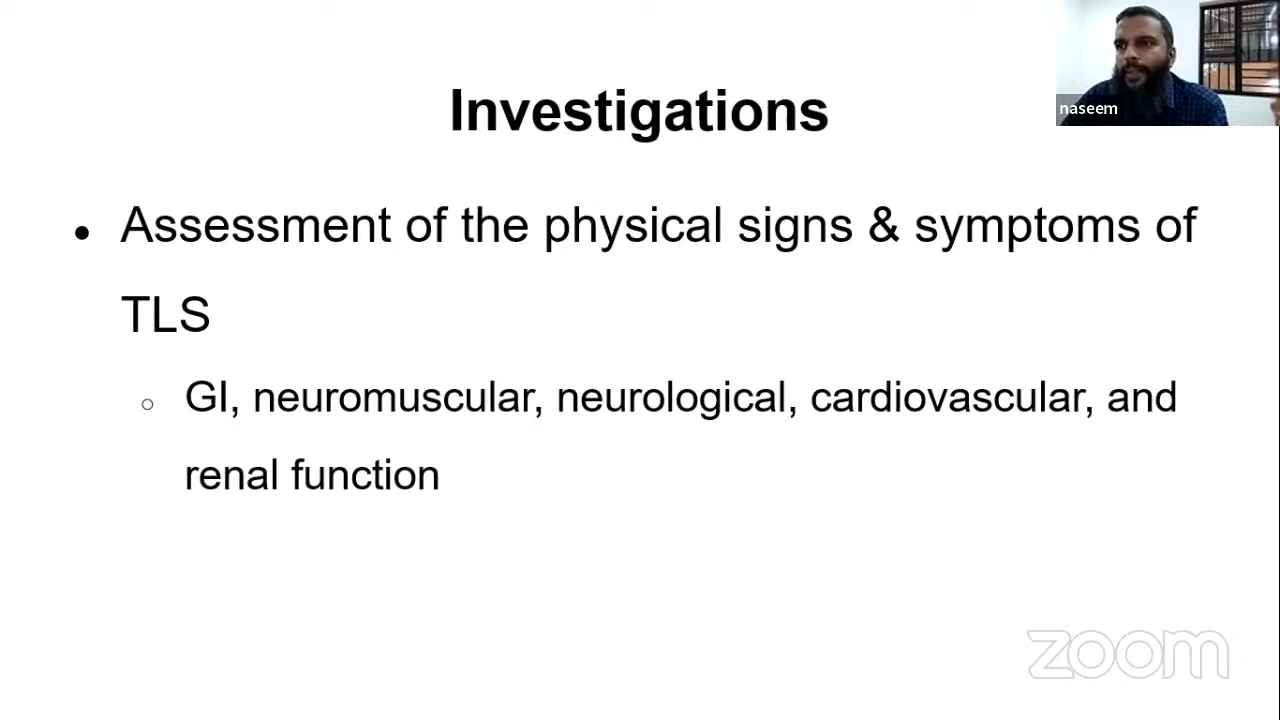 Investigations
naseem
● Assessment of the physical signs & symptoms of
TLS
○ GI, neuromuscular, neurological, cardiovascular, and
renal function
zoom